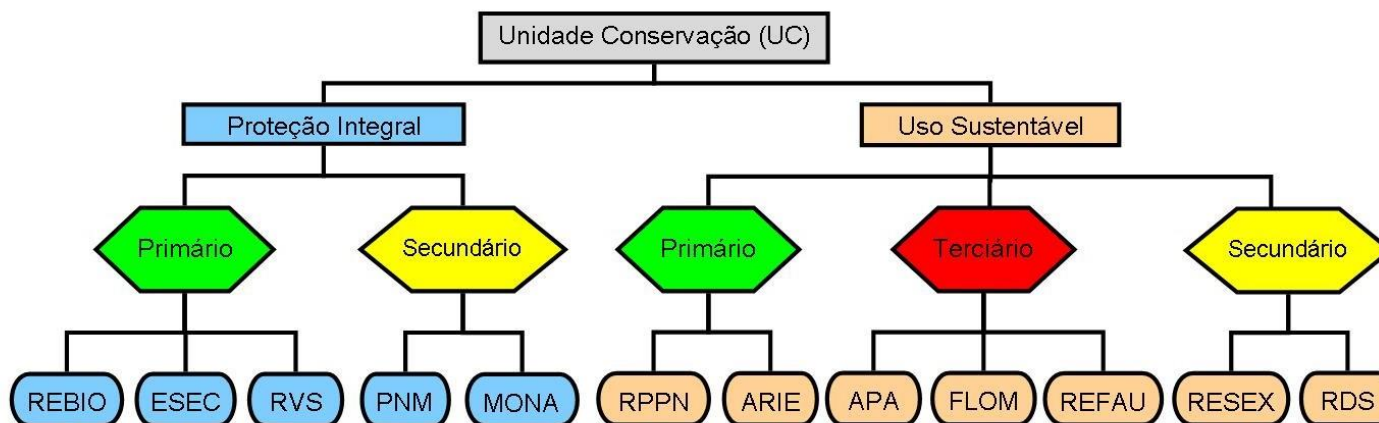 Unidade Conservação (UC)
Proteção Integral
Uso Sustentável
Primário
Secundário
Primário
Terciário
Secundário
REBIO
ESEC
RVS
PNM
MONA
RPPN
ARIE
APA
FLOM
REFAU
RESEX
RDS